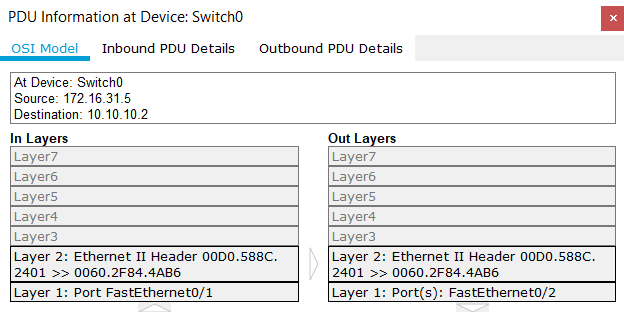 PDU Information at Device: Switch0
OSI Model Inbound PDU Details Outbound PDU Details
At Device: Switch0
Source: 172.16.31.5
Destination: 10.10.10.2
In Layers
Layer7
Layer6
Layer5
Layer4
Layer3
Layer 2: Ethernet II Header 00D0.588C.
2401 >> 0060.2F84.4AB6
Layer 1: Port FastEthernet0/1
Out Layers
Layer7
Layer6
Layer5
Layer4
Layer3
Layer 2: Ethernet II Header 00D0.588C.
2401 >> 0060.2F84.4AB6
Layer 1: Port(s): FastEthernet0/2